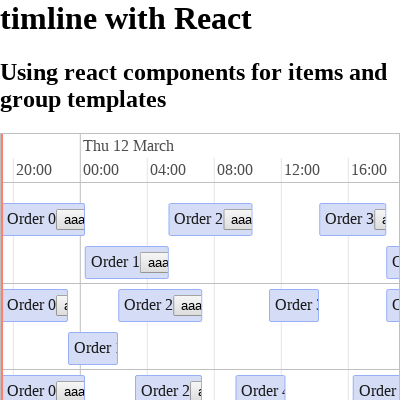 timline with React
Using react components for items and
group templates
Thu 12 March
20:00 00:00 04:00 08:00 12:00 16:00
Order 0 aaa Order 2 aaa Order 3
Order 1 aaa
Order 0 Order 2 aaa Order
Order
Order 0 aaa Order 2 Order Order